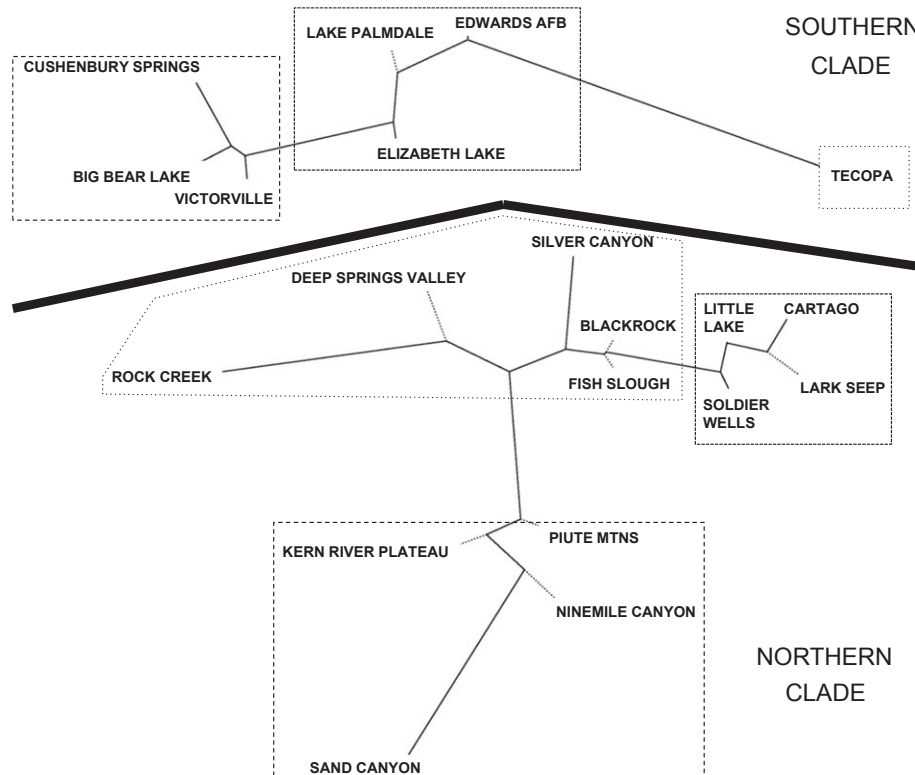 SOUTHERN
CLADE
EDWARDS AFB
LAKE PALMDALE
CUSHENBURY SPRINGS
ELIZABETH LAKE
BIG BEAR LAKE
VICTORVILLE
TECOPA
SILVER CANYON
DEEP SPRINGS VALLEY
BLACKROCK
LITTLE
LAKE
CARTAGO
ROCK CREEK
FISH SLOUGH
LARK SEEP
SOLDIER
WELLS
PIUTE MTNS
KERN RIVER PLATEAU
NINEMILE CANYON
NORTHERN
CLADE
SAND CANYON